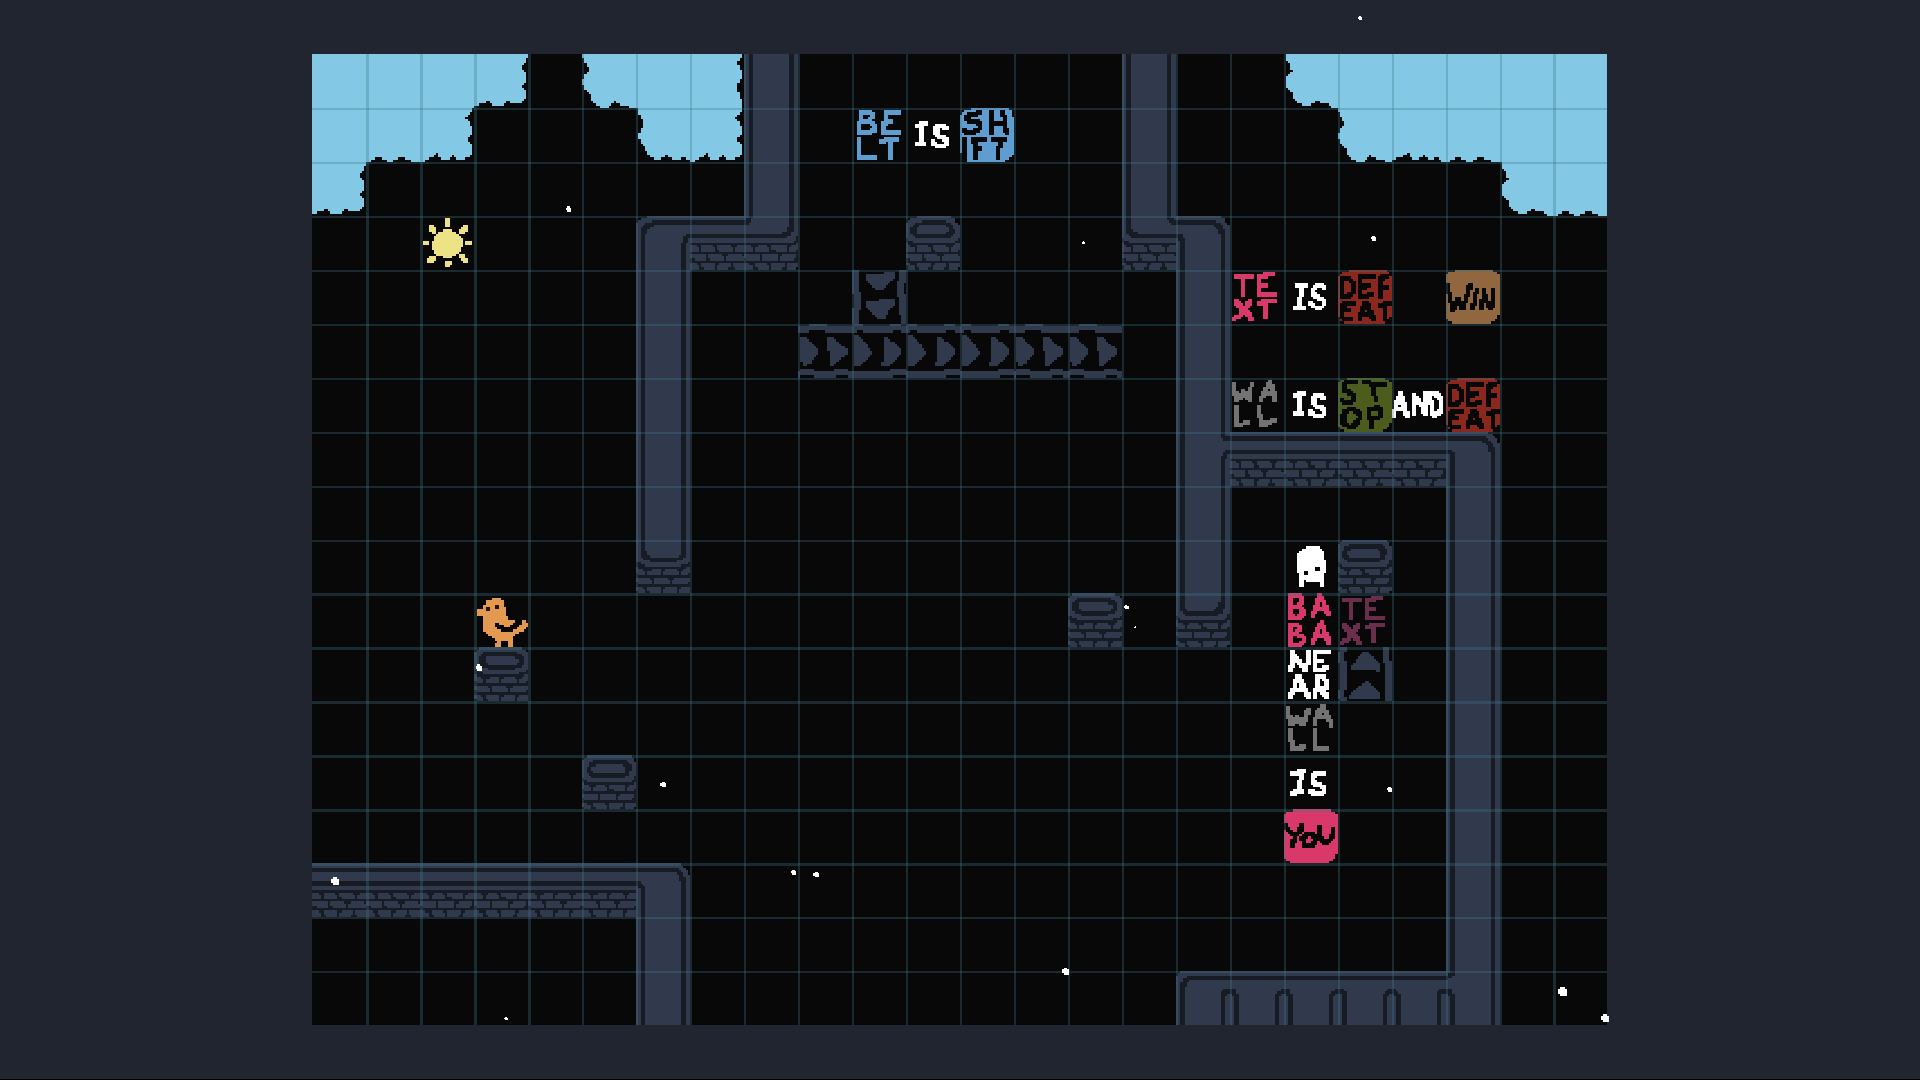 BELT IS SHIFT
TEXT IS DEFEAT WIN
WALL IS STOP AND DEFEAT
BABA TEXT
NEAR
WALL
IS
YOU